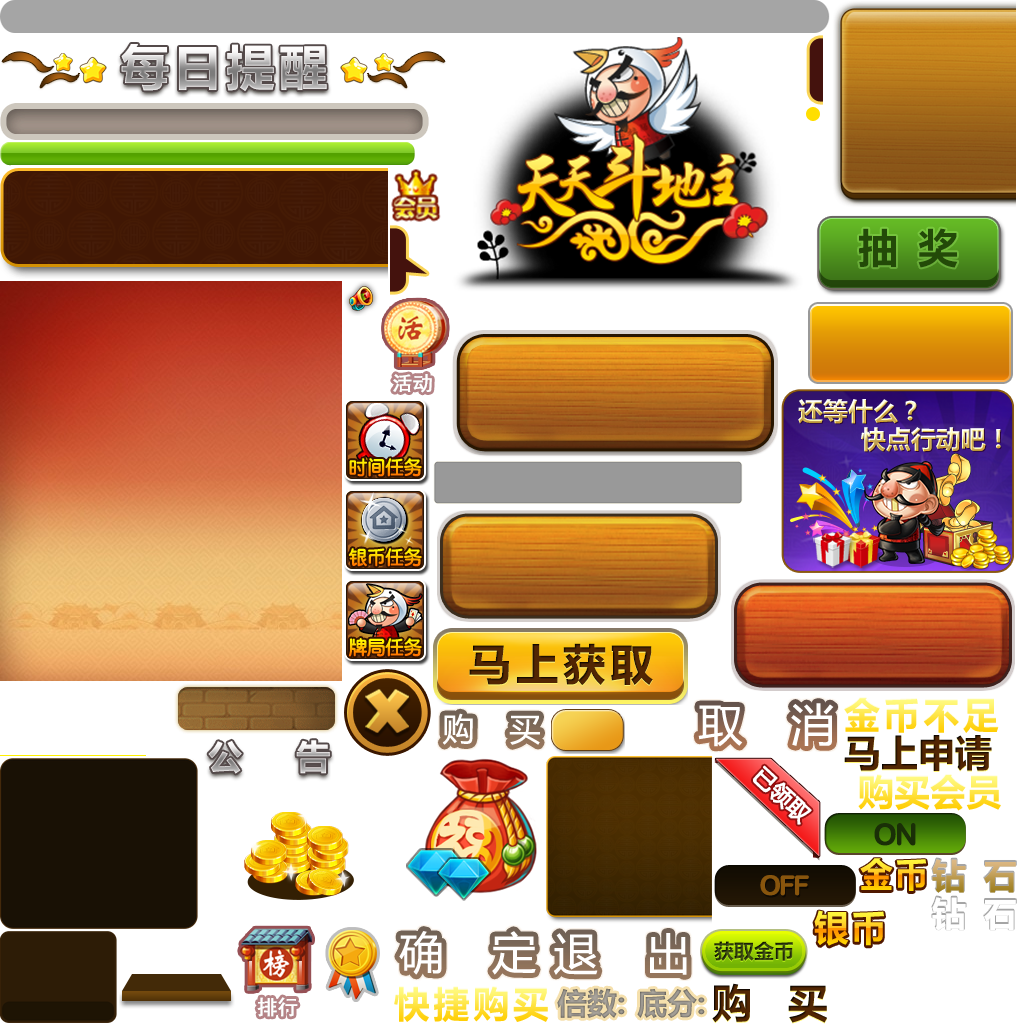 每日提醒
会员
天天斗地主
抽 奖
活
活动
还等什么？
快点行动吧！
时间任务
银币任务
牌局任务
马上获取
购 买
取 消
金币不足
马上申请
购买会员
公 告
已领取
ON
OFF
金币
钻 石
钻 石
银币
榜
排行
确 定
退 出
获取金币
快捷购买
倍数:
底分:
购 买